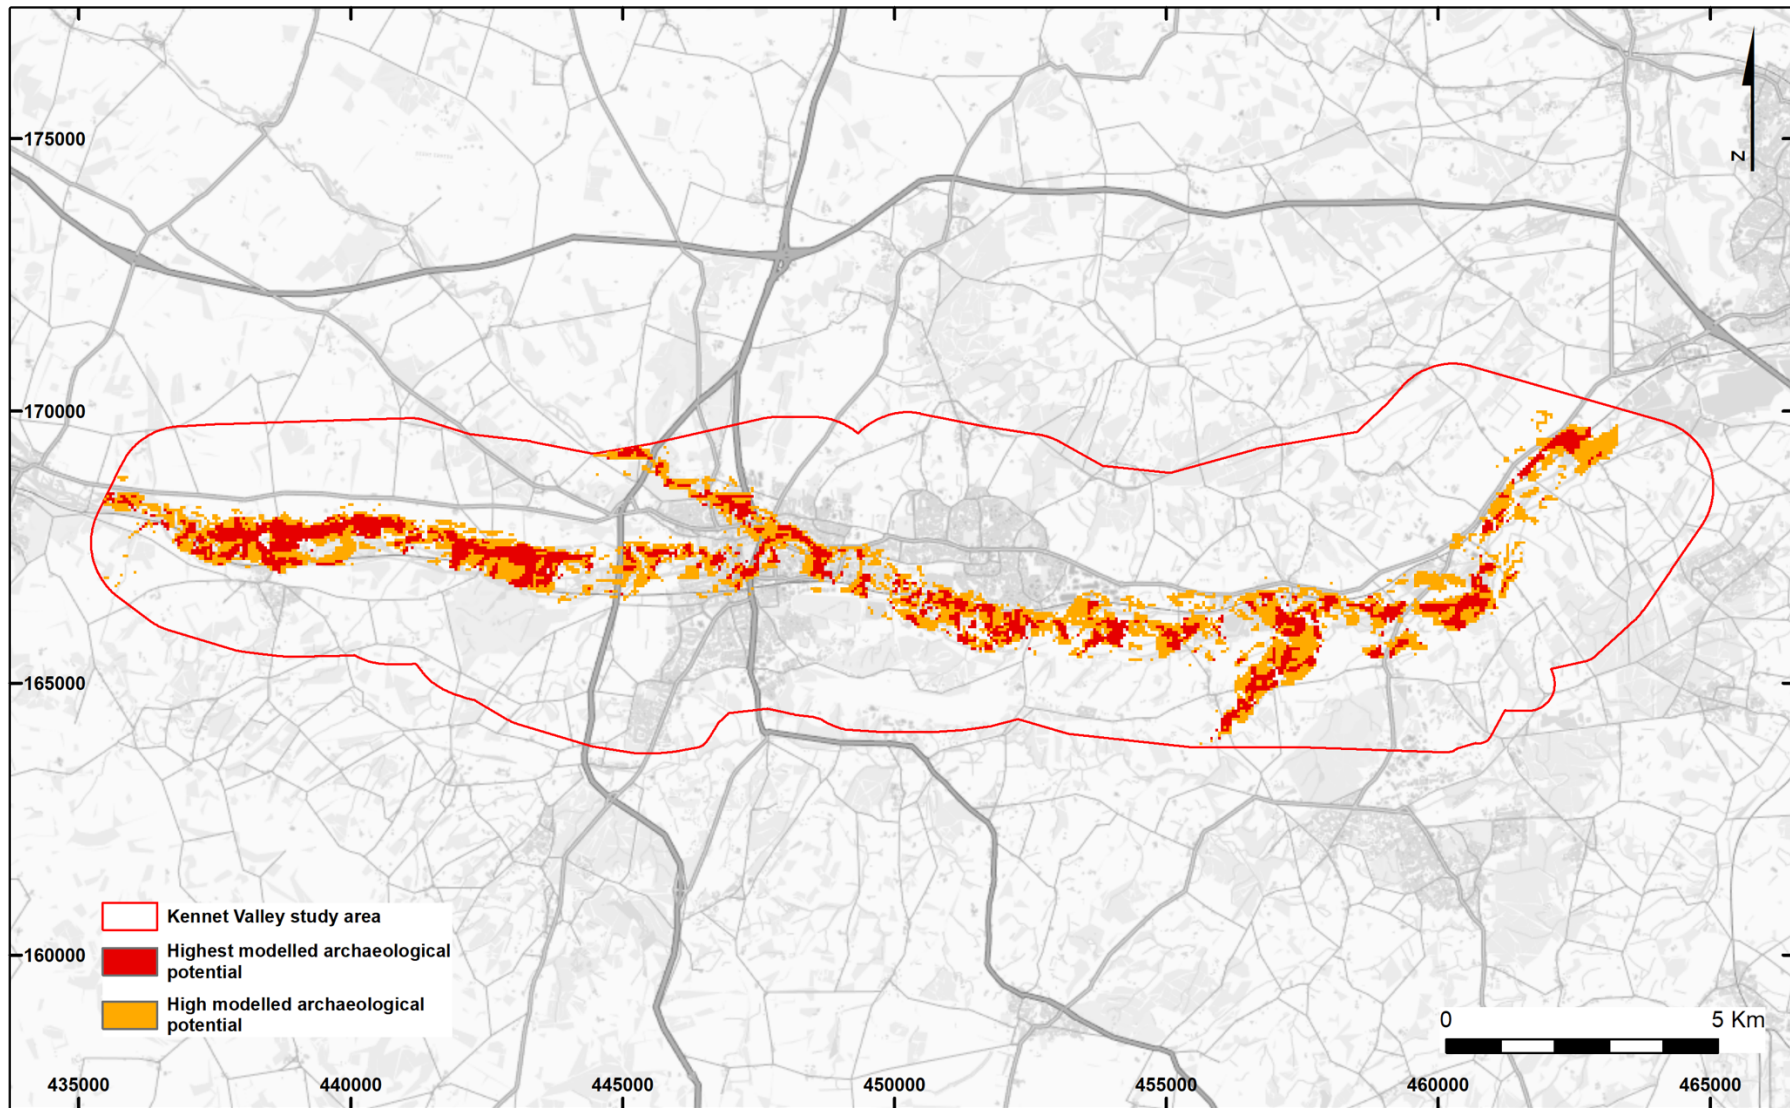 N
175000
170000
165000
160000
Kennet Valley study area
Highest modelled archaeological
potential
High modelled archaeological
potential
0 5 Km
435000 440000 445000 450000 455000 460000 465000